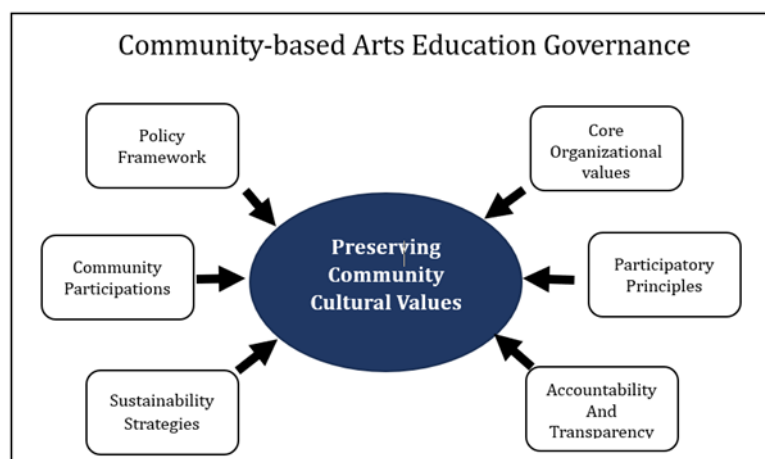 Community-based Arts Education Governance
Policy
Framework
Core
Organizational
values
Preserving
Community
Cultural Values
Community
Participations
Participatory
Principles
Sustainability
Strategies
Accountability
And
Transparency